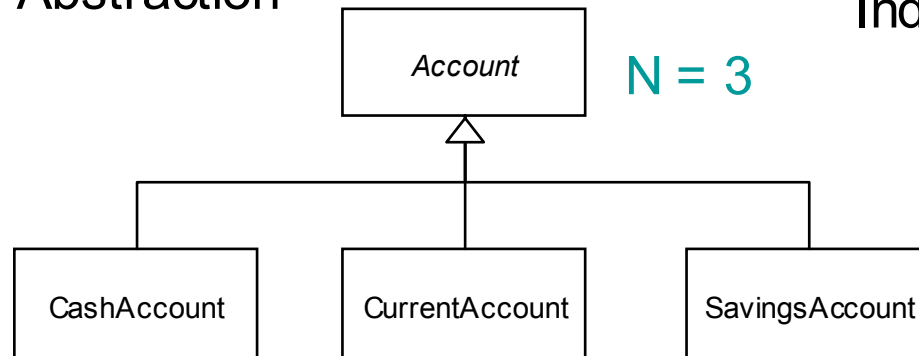 Abstraction
Account
N = 3
CashAccount
CurrentAccount
SavingsAccount